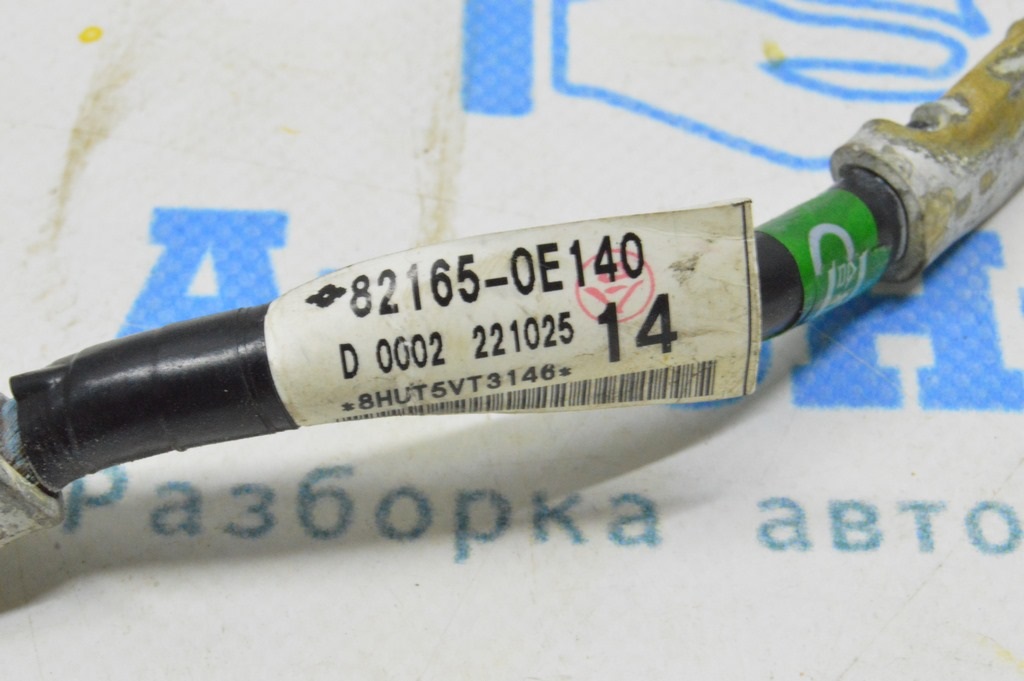 82165-0E140
D 0002 221025 14
*8HUT5VT3146*
Разборка авто